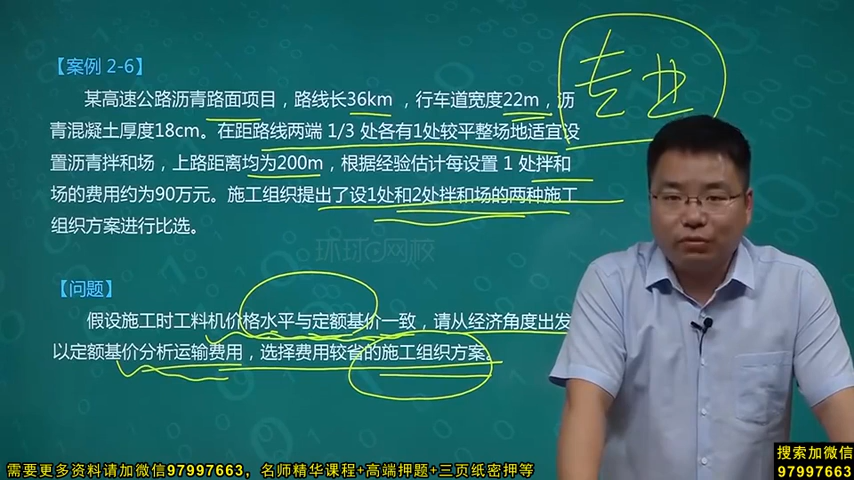 【案例 2-6】
专业
某高速公路沥青路面项目，路线长36km ，行车道宽度22m，沥
青混凝土厚度18cm。在距路线两端 1/3 处各有1处较平整场地适宜设
置沥青拌和场，上路距离均为200m，根据经验估计每设置 1 处拌和
场的费用约为90万元。施工组织提出了设1处和2处拌和场的两种施工
组织方案进行比选。
环球网校
【问题】
假设施工时工料机价格水平与定额基价一致，请从经济角度出发
以定额基价分析运输费用，选择费用较省的施工组织方案。
搜索加微信
97997663
需要更多资料请加微信97997663，名师精华课程+高端押题+三页纸密押等